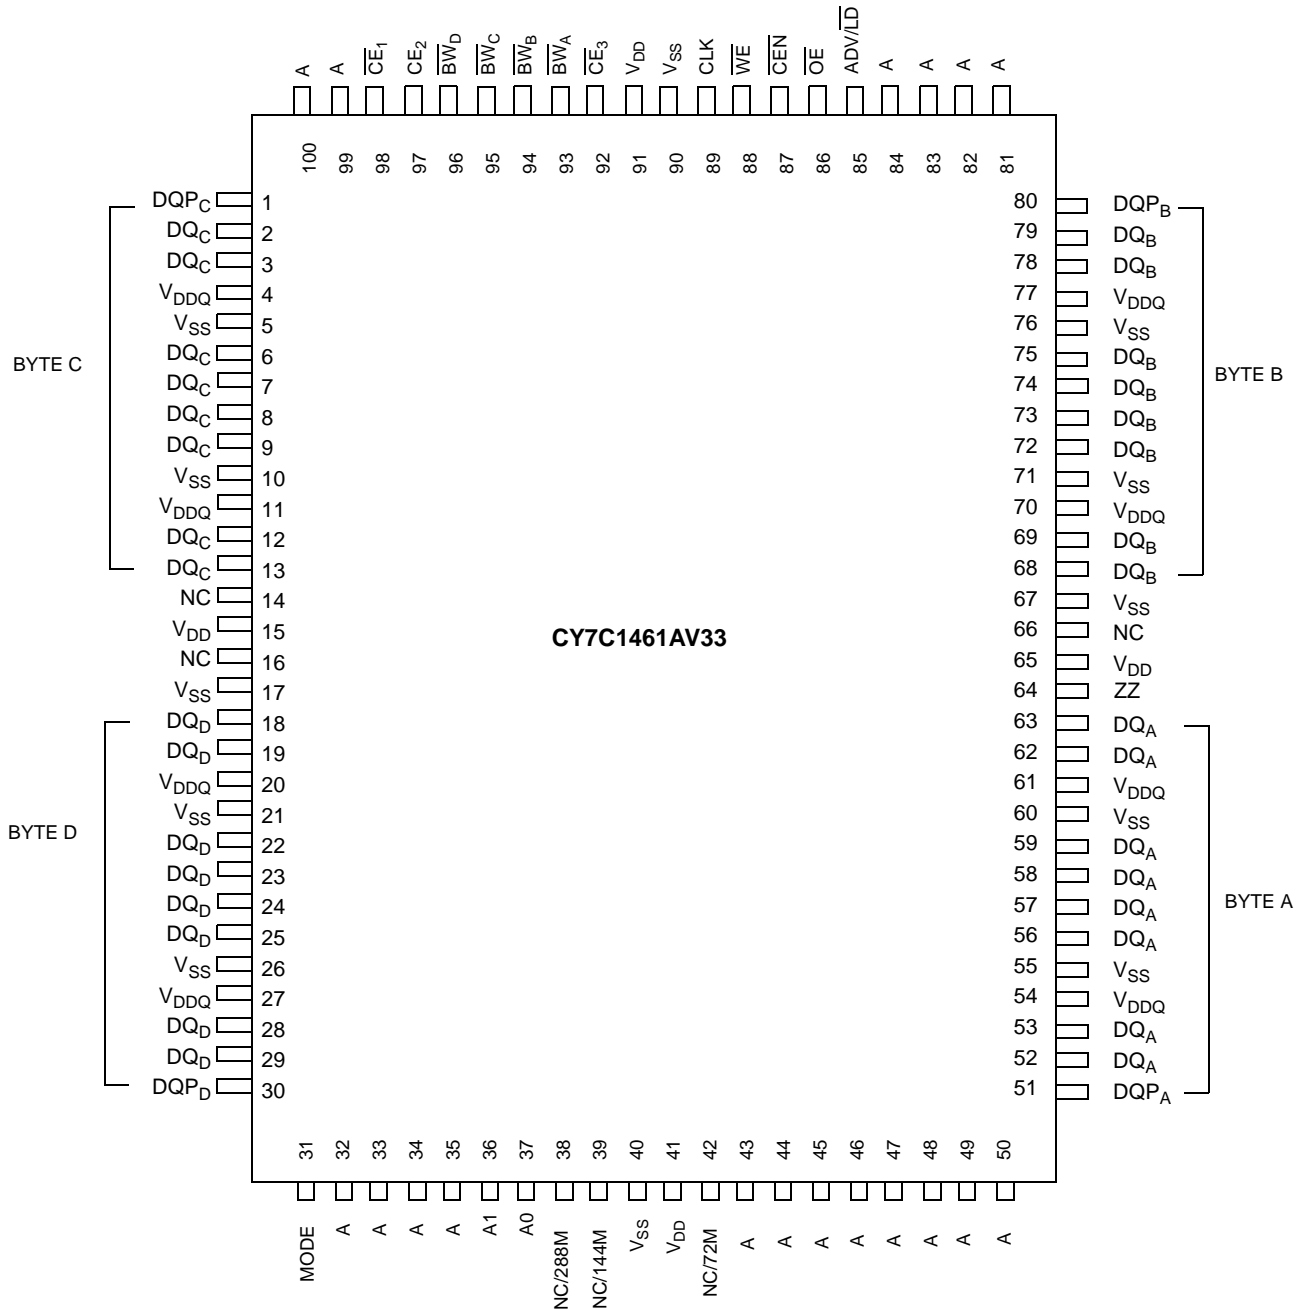 A A CE1 CE2 BWD BWC BWB BWA CE3 VDD VSS CLK WE CEN OE ADV/LD A A A A
100 99 98 97 96 95 94 93 92 91 90 89 88 87 86 85 84 83 82 81
DQPC 1 80 DQPB
DQC 2 79 DQB
DQC 3 78 DQB
VDDQ 4 77 VDDQ
VSS 5 76 VSS
DQC 6 75 DQB
BYTE C BYTE B
DQC 7 74 DQB
DQC 8 73 DQB
DQC 9 72 DQB
VSS 10 71 VSS
VDDQ 11 70 VDDQ
DQC 12 69 DQB
DQC 13 68 DQB
NC 14 67 VSS
VDD 15 66 NC
CY7C1461AV33
NC 16 65 VDD
VSS 17 64 ZZ
DQD 18 63 DQA
DQD 19 62 DQA
VDDQ 20 61 VDDQ
VSS 21 60 VSS
BYTE D
DQD 22 59 DQA
DQD 23 58 DQA
DQD 24 57 DQA
BYTE A
DQD 25 56 DQA
VSS 26 55 VSS
VDDQ 27 54 VDDQ
DQD 28 53 DQA
DQD 29 52 DQA
DQPD 30 51 DQPA
31 32 33 34 35 36 37 38 39 40 41 42 43 44 45 46 47 48 49 50
MODE A A A A A1 A0 NC/288M NC/144M VSS VDD NC/72M A A A A A A A A